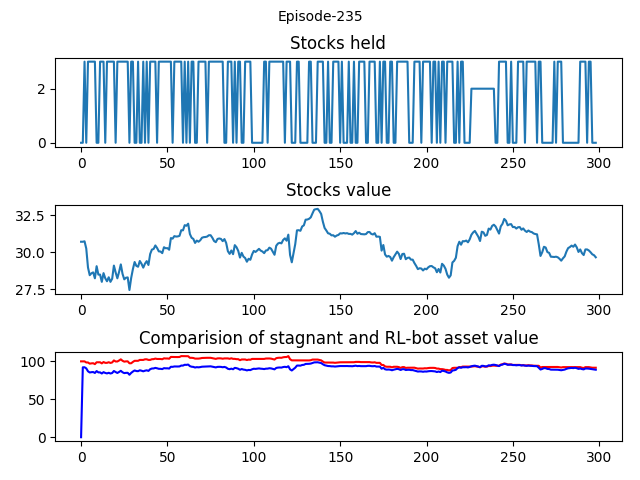 Episode-235
Stocks held
2
0
0 50 100 150 200 250 300
Stocks value
32.5
30.0
27.5
0 50 100 150 200 250 300
Comparision of stagnant and RL-bot asset value
100
50
0
0 50 100 150 200 250 300